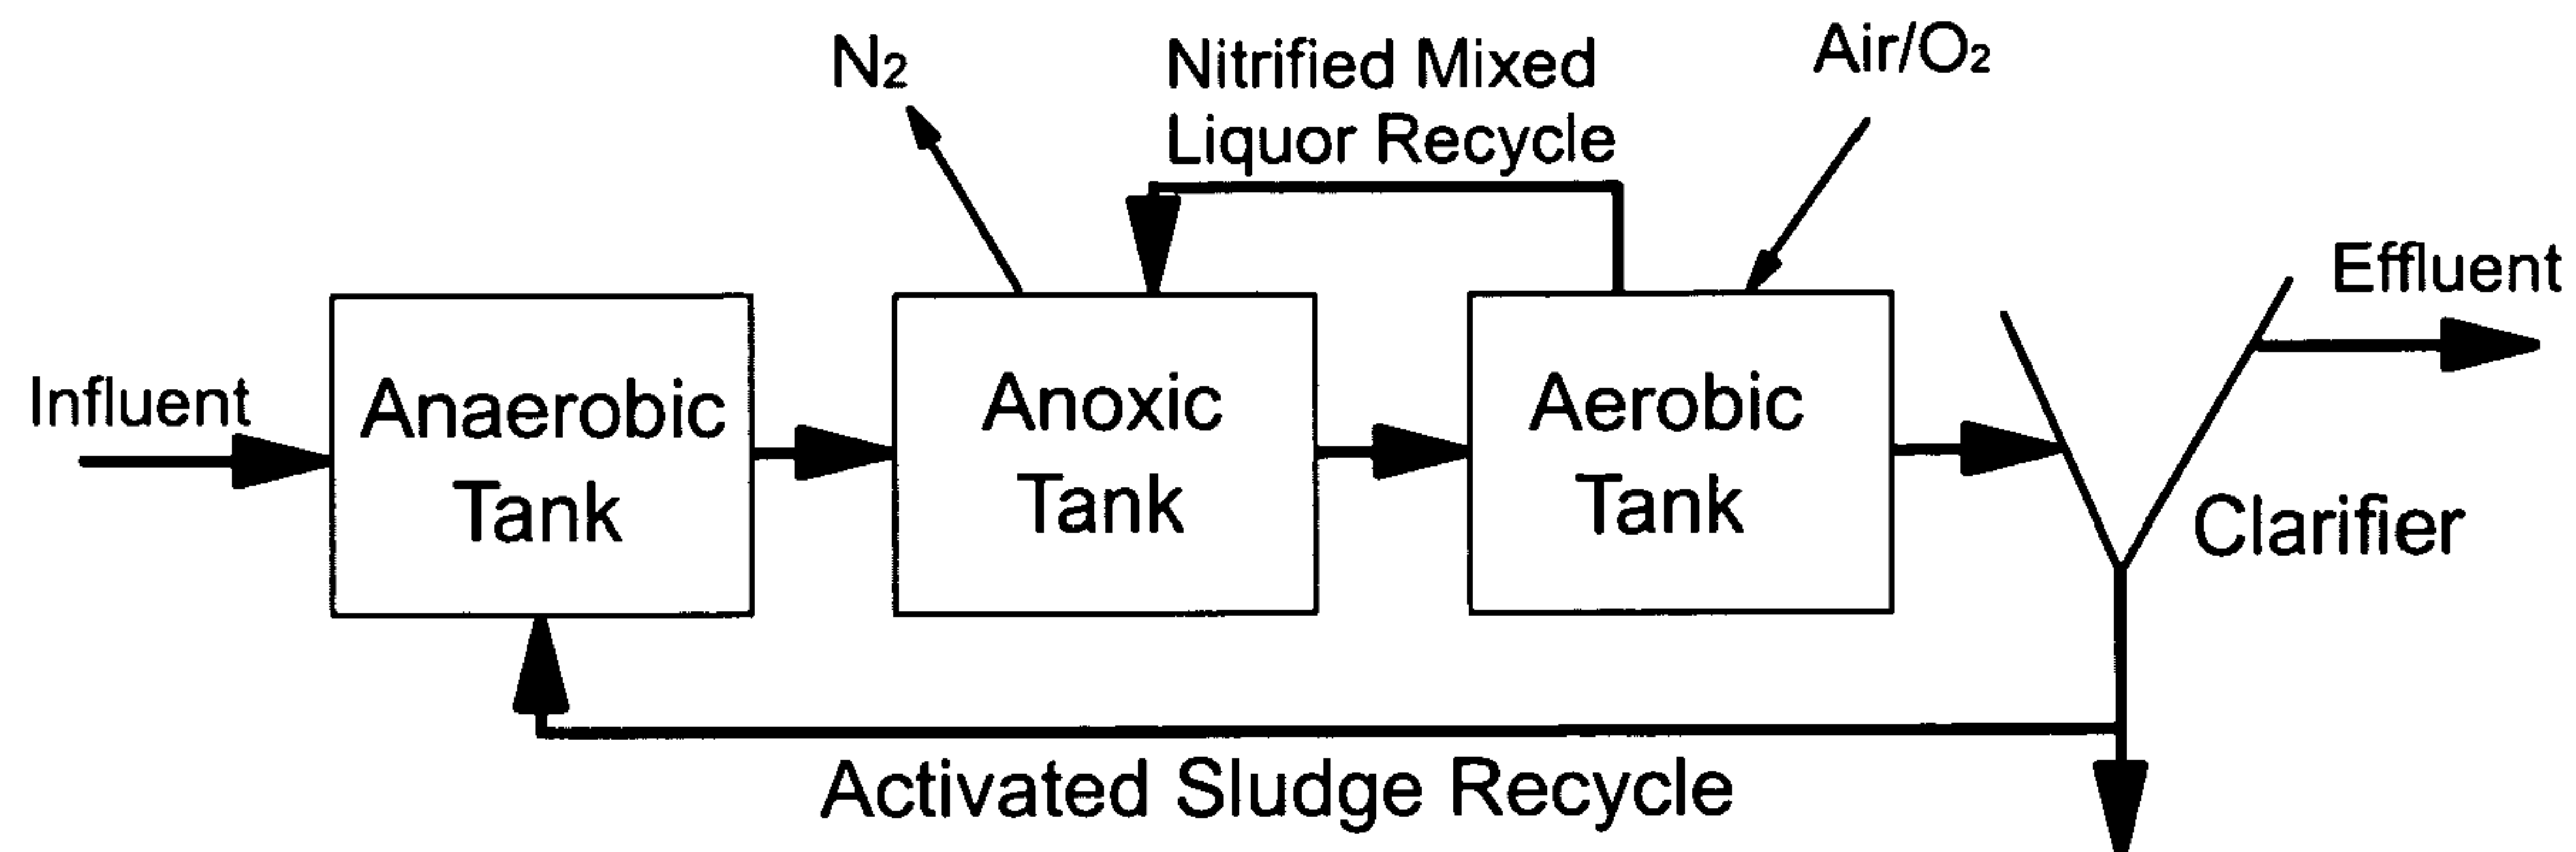 N2
Nitrified Mixed
Liquor Recycle
Air/O2
Effluent
Influent
Anaerobic
Tank
Anoxic
Tank
Aerobic
Tank
Clarifier
Activated Sludge Recycle